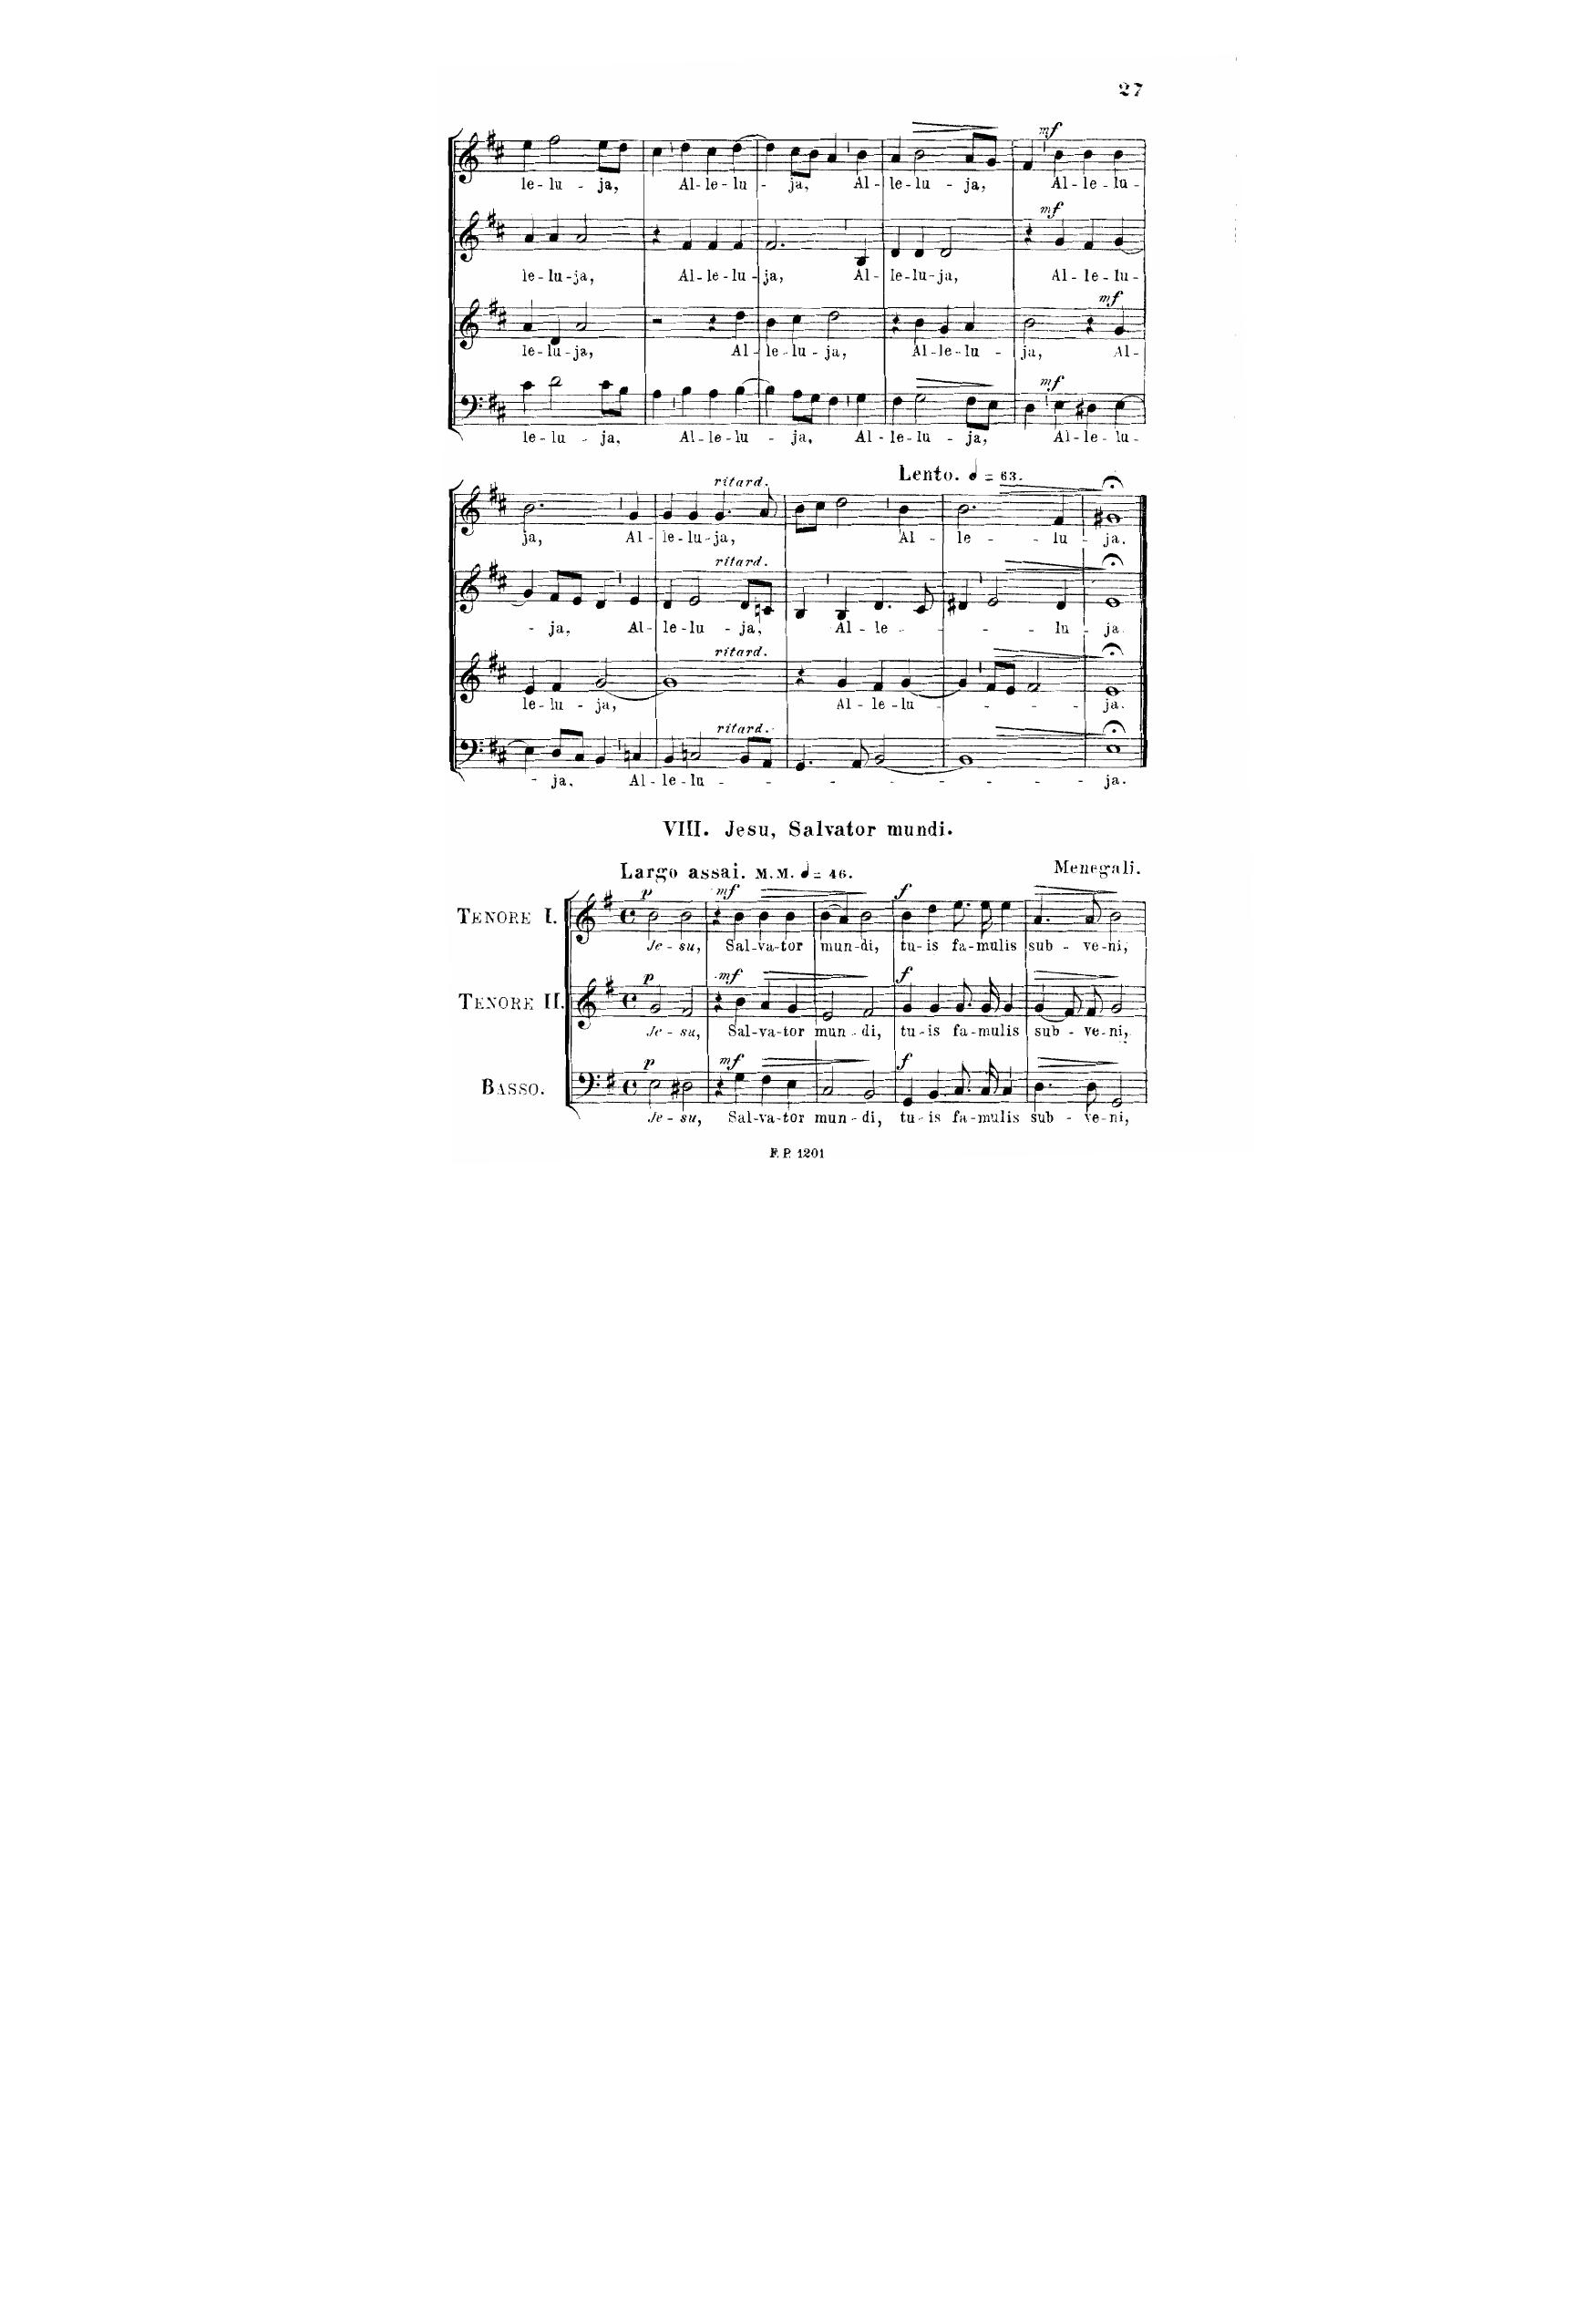 27
mf
le - lu - ja, Al - le - lu - ja, Al - le - lu - ja, Al - le - lu -
mf
le - lu - ja, Al - le - lu - ja, Al - le - lu - ja, Al - le - lu -
mf
le - lu - ja, Al - le - lu - ja, Al - le - lu - ja, Al -
mf
le - lu - ja, Al - le - lu - ja, Al - le - lu - ja, Al - le - lu -
ritard. Lento. = 63.
ja, Al - le - lu - ja, Al - le - lu - ja.
ritard.
- ja, Al - le - lu - ja, Al - le - lu - ja.
ritard.
le - lu - ja, Al - le - lu - ja.
ritard.
- ja. Al - le - lu - ja.
VIII. Jesu, Salvator mundi.
Largo assai. M. M. = 46. Menegali.
p mf f
TENORE I.
Je - su, Sal - va - tor mun - di, tu - is fa - mulis sub - ve - ni,
p mf f
TENORE II.
Je - su, Sal - va - tor mun - di, tu - is fa - mulis sub - ve - ni,
p mf f
BASSO.
Je - su, Sal - va - tor mun - di, tu - is fa - mulis sub - ve - ni,
F. P. 1201